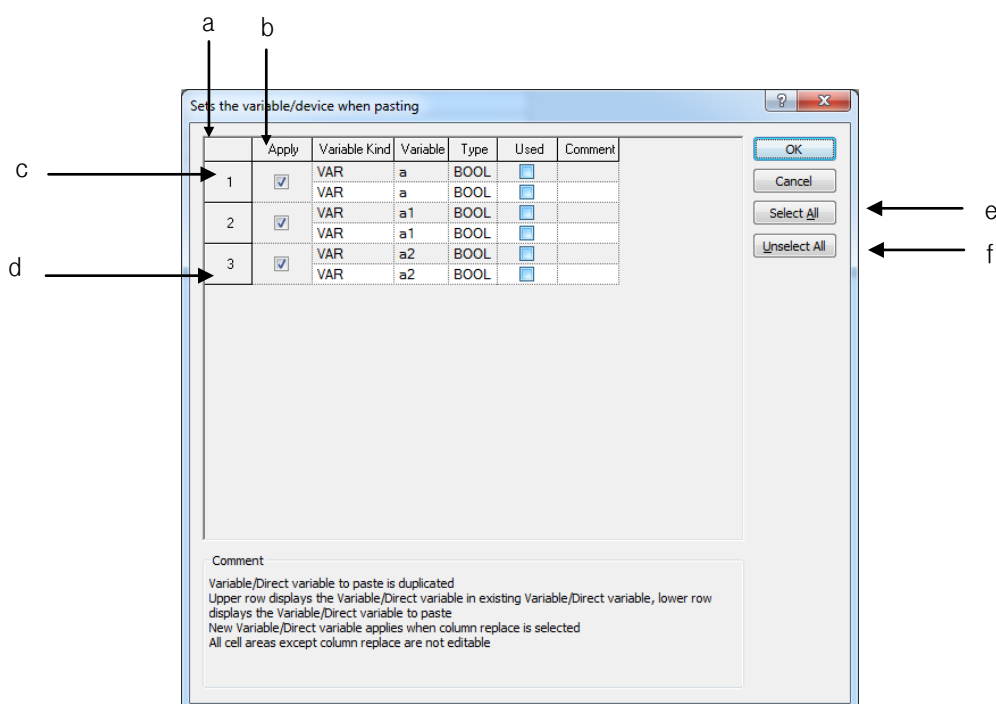 a b
Sets the variable/device when pasting
Apply Variable Kind Variable Type Used Comment
c
1 VAR a BOOL
VAR a BOOL
2 VAR a1 BOOL
VAR a1 BOOL
3 VAR a2 BOOL
VAR a2 BOOL
d
OK
Cancel
Select All
e
Unselect All
f
Comment
Variable/Direct variable to paste is duplicated
Upper row displays the Variable/Direct variable in existing Variable/Direct variable, lower row
displays the Variable/Direct variable to paste
New Variable/Direct variable applies when column replace is selected
All cell areas except column replace are not editable